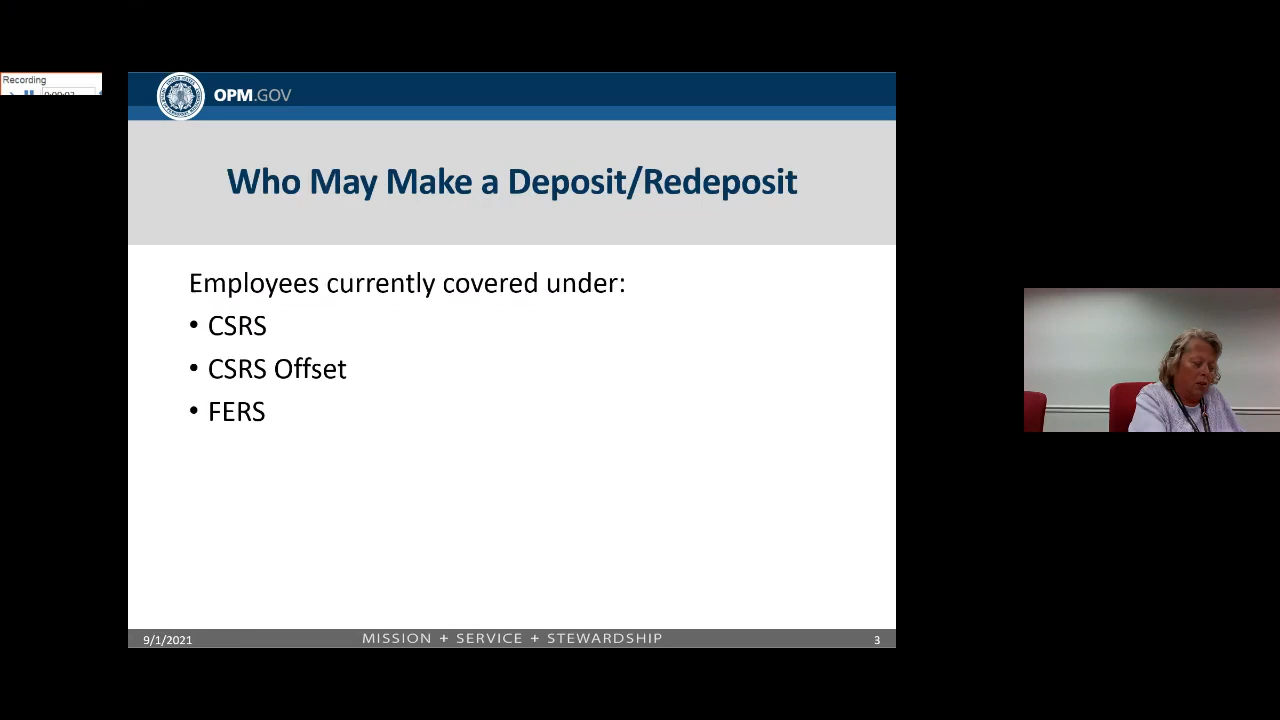 Recording
OPM.GOV
Who May Make a Deposit/Redeposit
Employees currently covered under:
• CSRS
• CSRS Offset
• FERS
9/1/2021
MISSION + SERVICE + STEWARDSHIP
3